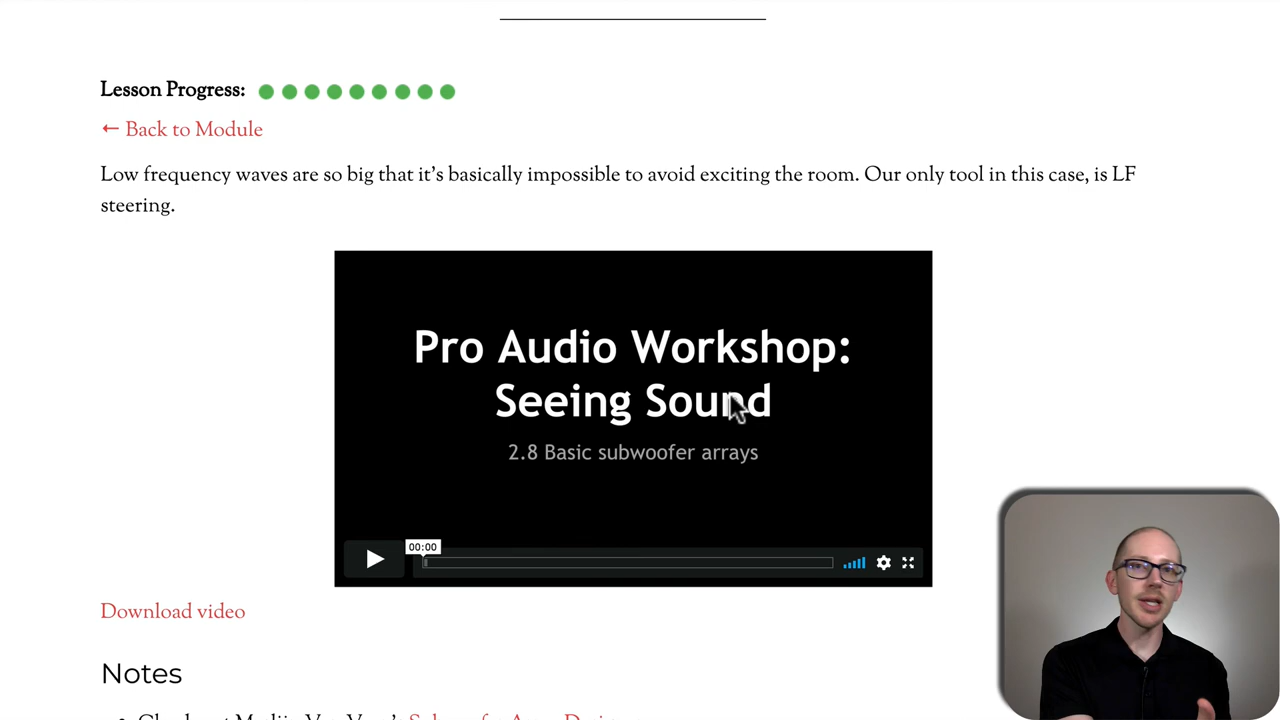 Lesson Progress:
← Back to Module
Low frequency waves are so big that it's basically impossible to avoid exciting the room. Our only tool in this case, is LF
steering.
Pro Audio Workshop:
Seeing Sound
2.8 Basic subwoofer arrays
00:00
Download video
Notes